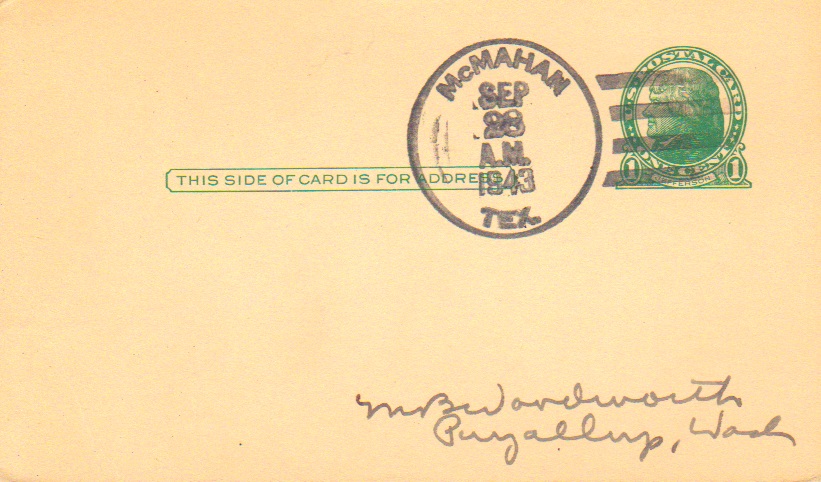 McMAHAN
SEP
28
A.M.
1943
TEX.
U.S. POSTAL CARD
ONE CENT
1 JEFFERSON 1
THIS SIDE OF CARD IS FOR ADDRESS
M B Wordworth
Puyallup, Wash